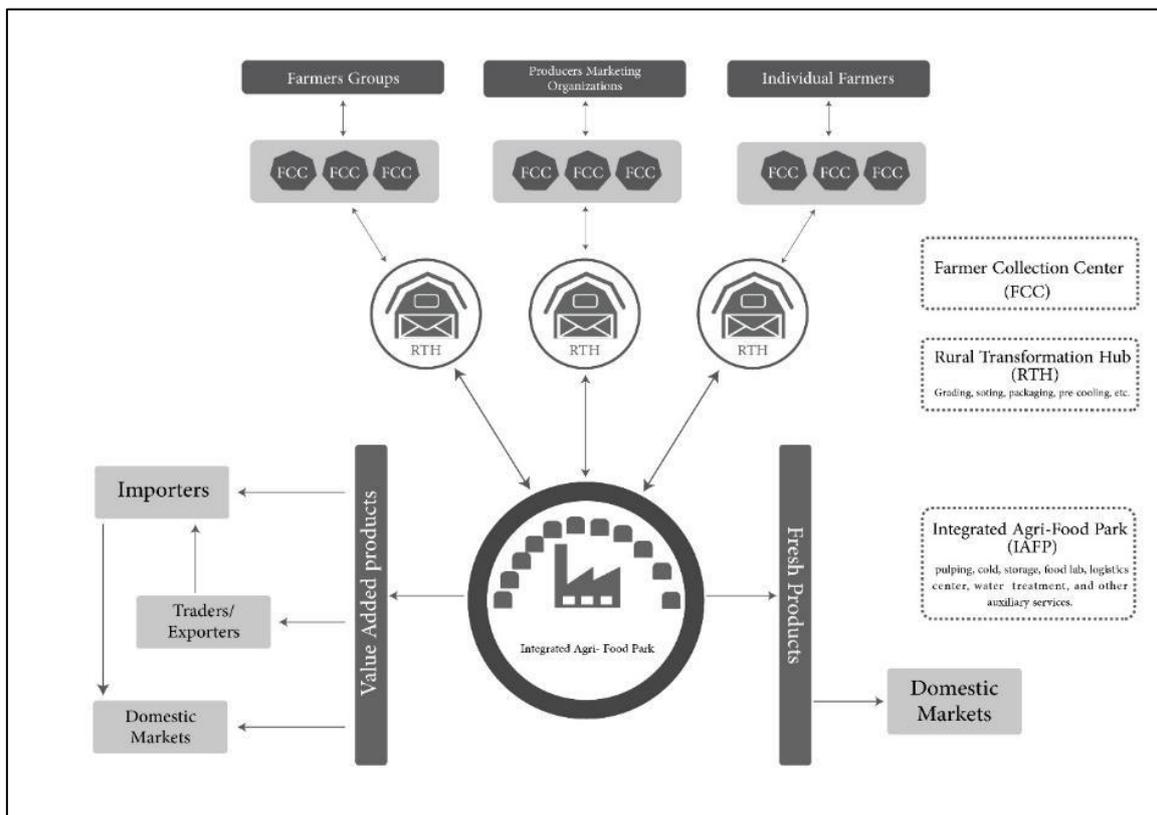 Farmers Groups
Producers Marketing
Organizations
Individual Farmers
FCC FCC FCC
FCC FCC FCC
FCC FCC FCC
RTH
RTH
RTH
Farmer Collection Center
(FCC)
Rural Transformation Hub
(RTH)
Grading, soting, packaging, pre-cooling, etc.
Importers
Traders/
Exporters
Domestic
Markets
Value Added products
Integrated Agri- Food Park
Fresh Products
Integrated Agri-Food Park
(IAFP)
pulping, cold, storage, food lab, logistics
center, water treatment, and other
auxiliary services.
Domestic
Markets